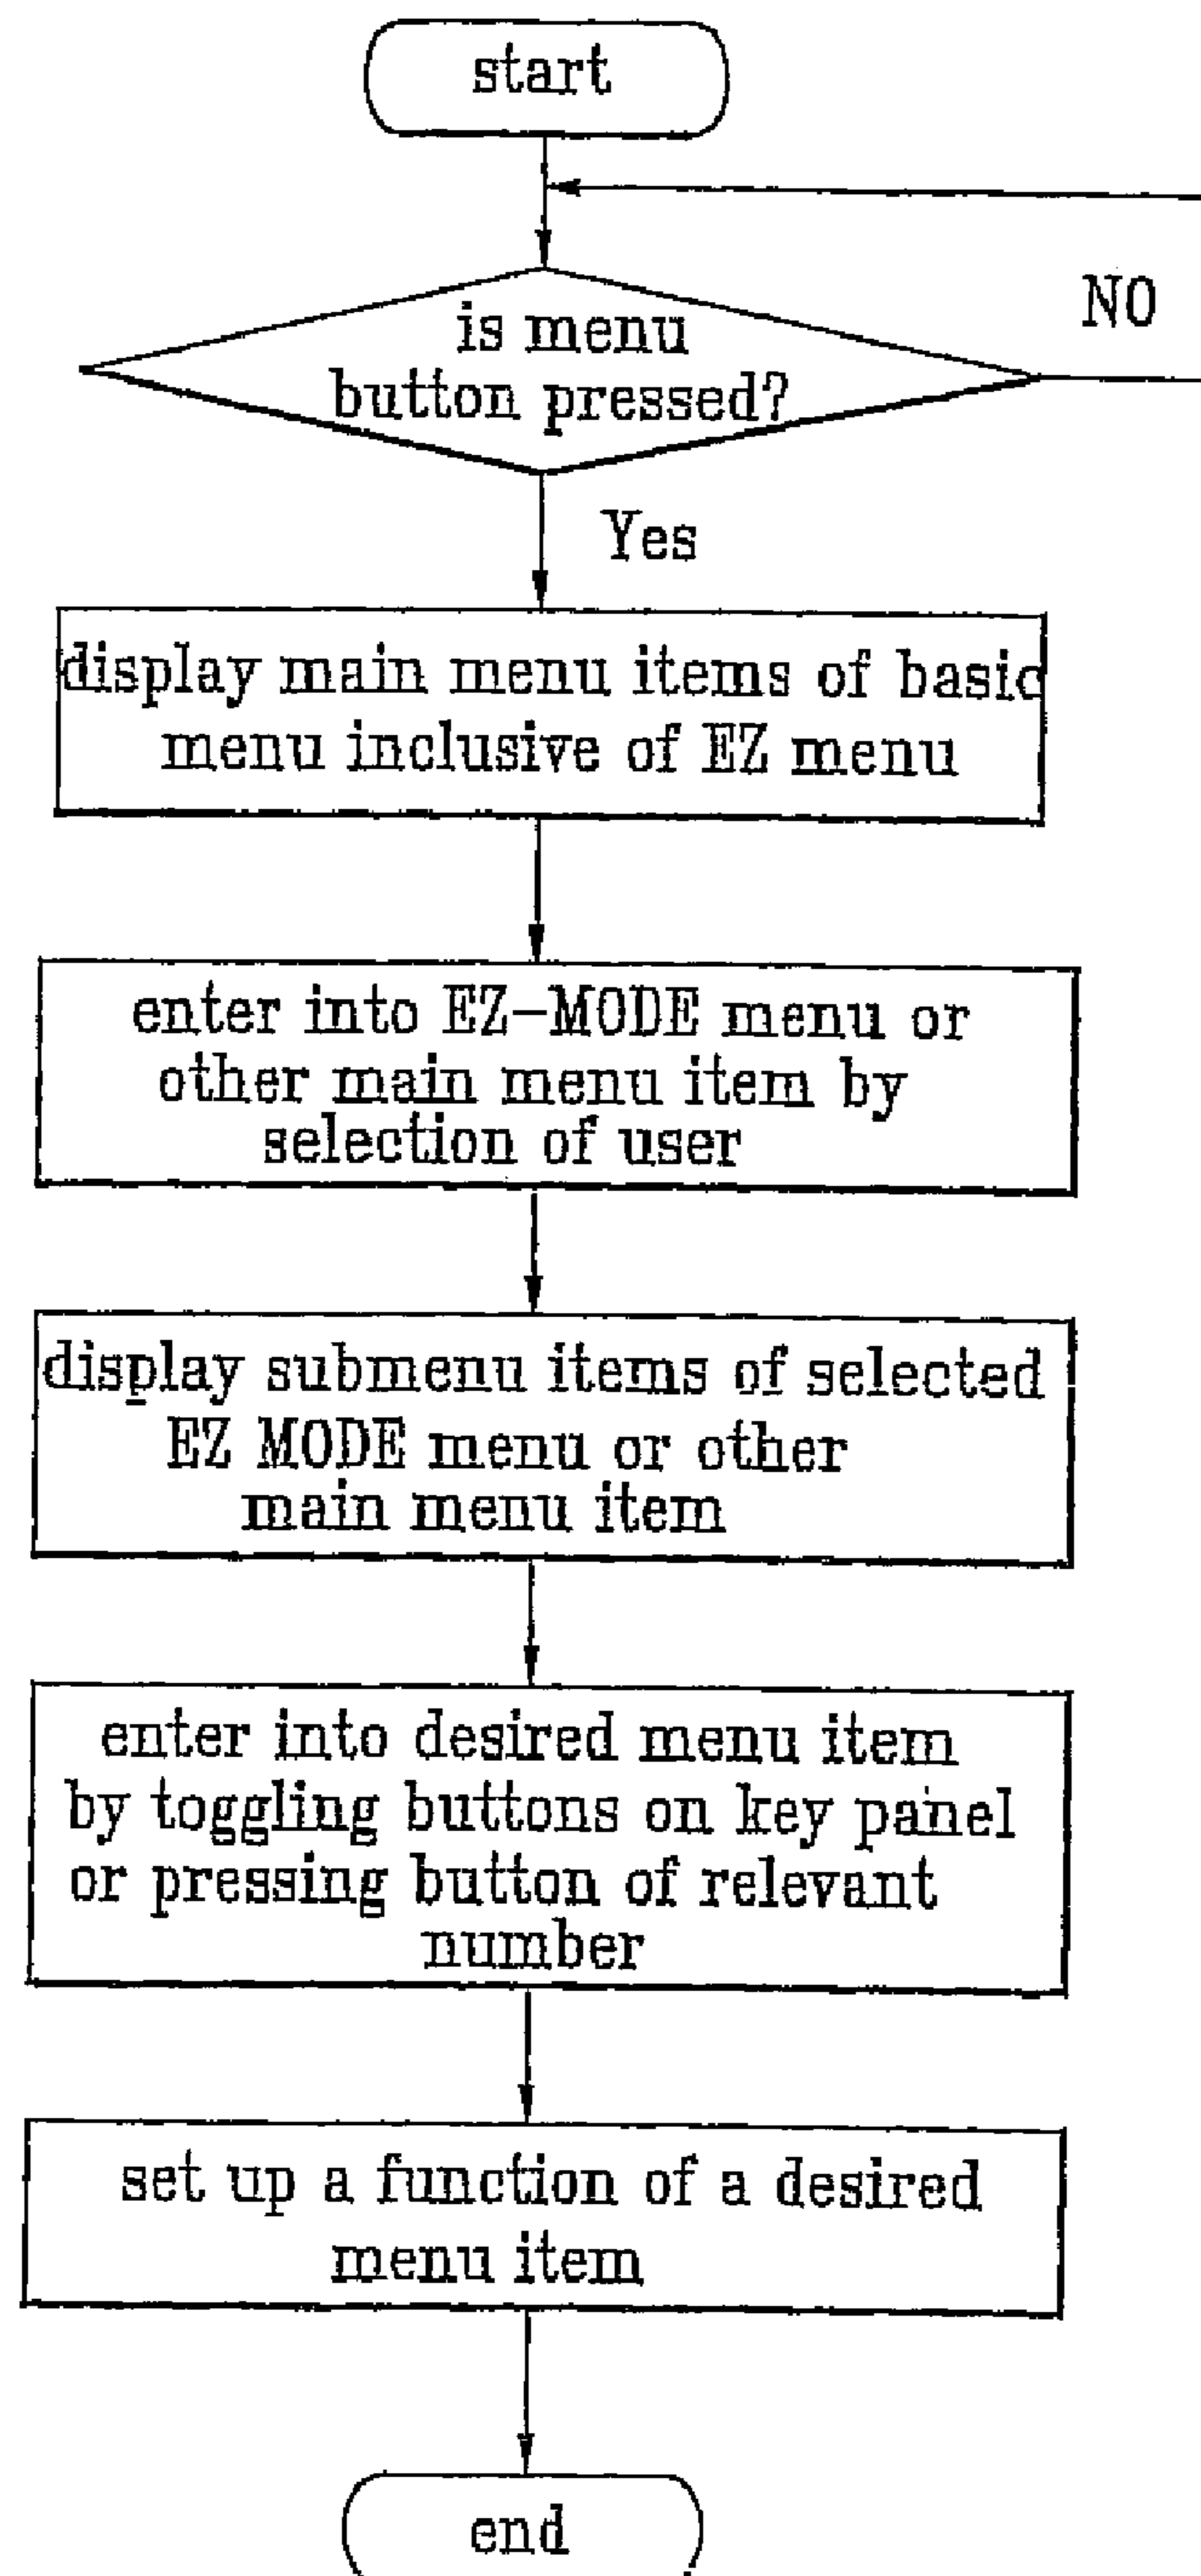 start
NO
is menu
button pressed?
Yes
display main menu items of basic
menu inclusive of EZ menu
enter into EZ-MODE menu or
other main menu item by
selection of user
display submenu items of selected
EZ MODE menu or other
main menu item
enter into desired menu item
by toggling buttons on key panel
or pressing button of relevant
number
set up a function of a desired
menu item
end